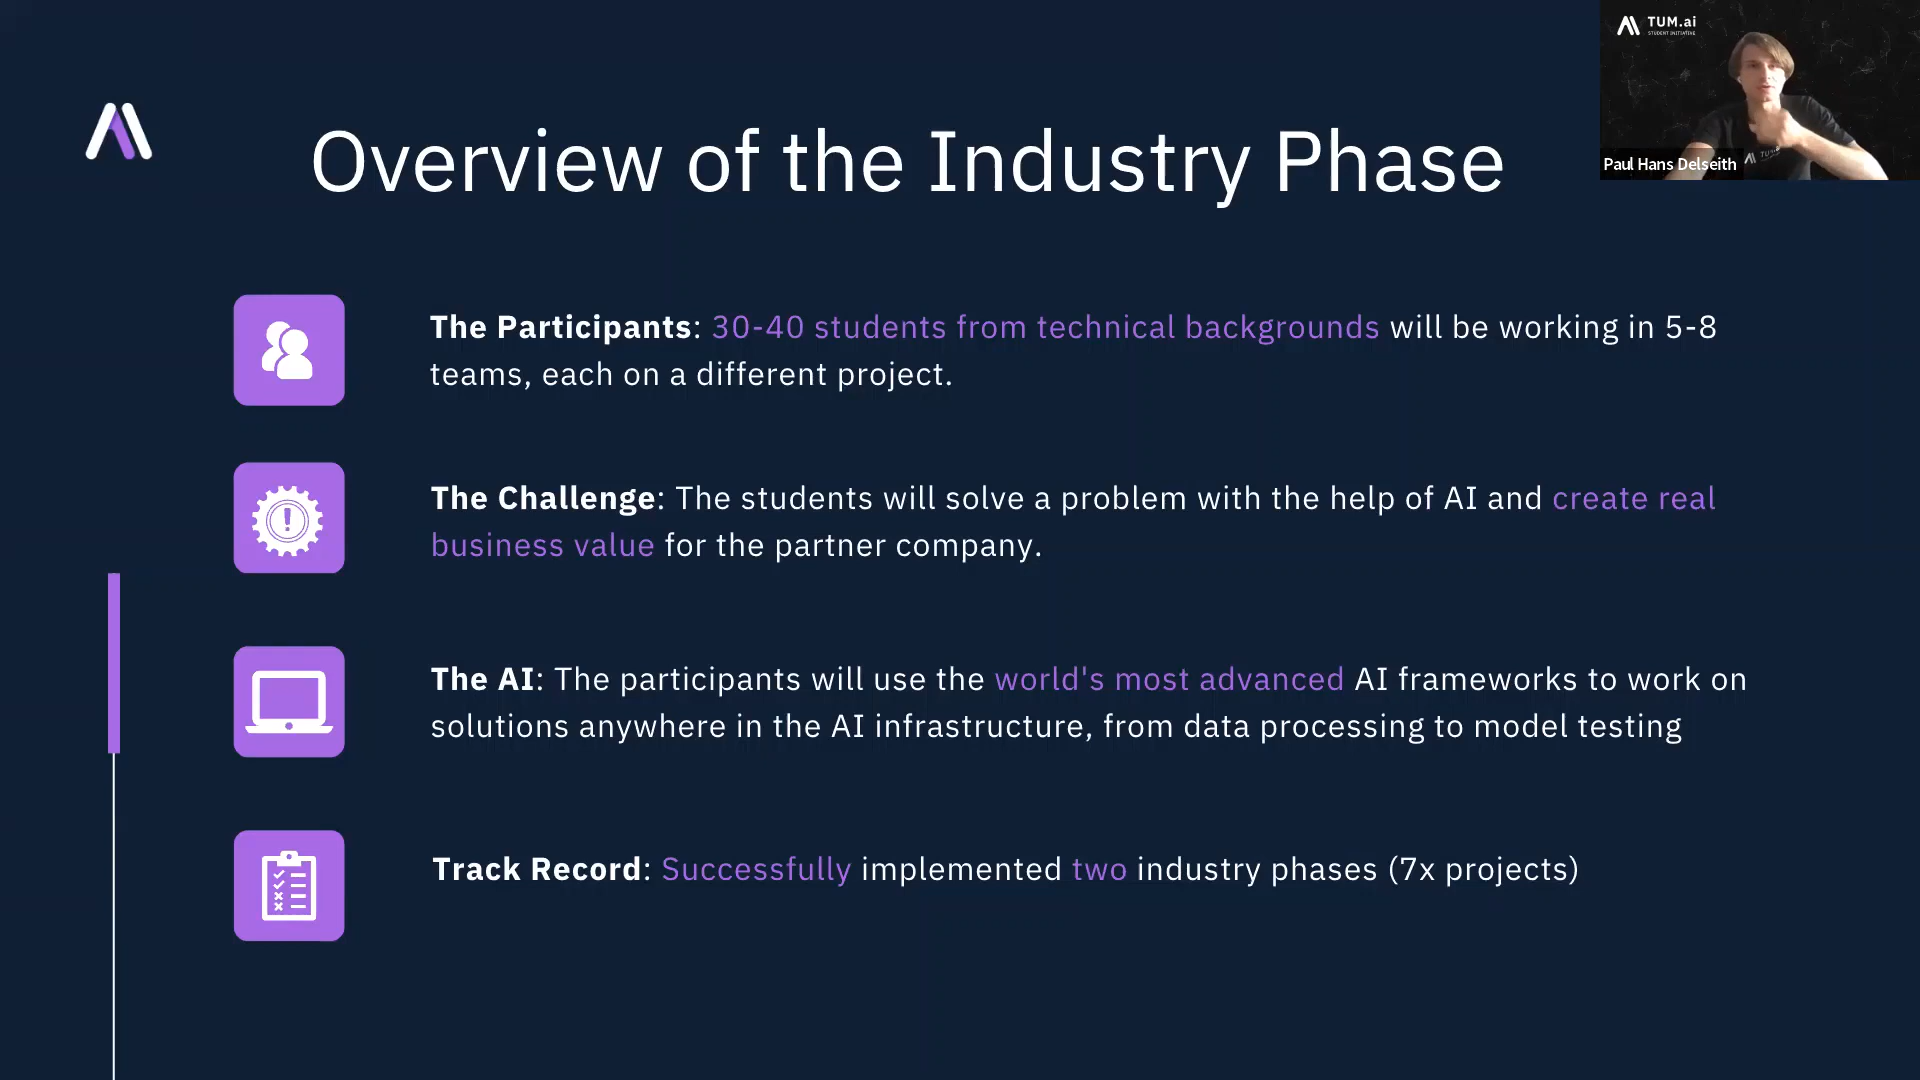 TUM.ai
STUDENT INITIATIVE
Paul Hans Delseith
Overview of the Industry Phase
The Participants: 30-40 students from technical backgrounds will be working in 5-8
teams, each on a different project.
The Challenge: The students will solve a problem with the help of AI and create real
business value for the partner company.
The AI: The participants will use the world's most advanced AI frameworks to work on
solutions anywhere in the AI infrastructure, from data processing to model testing
Track Record: Successfully implemented two industry phases (7x projects)